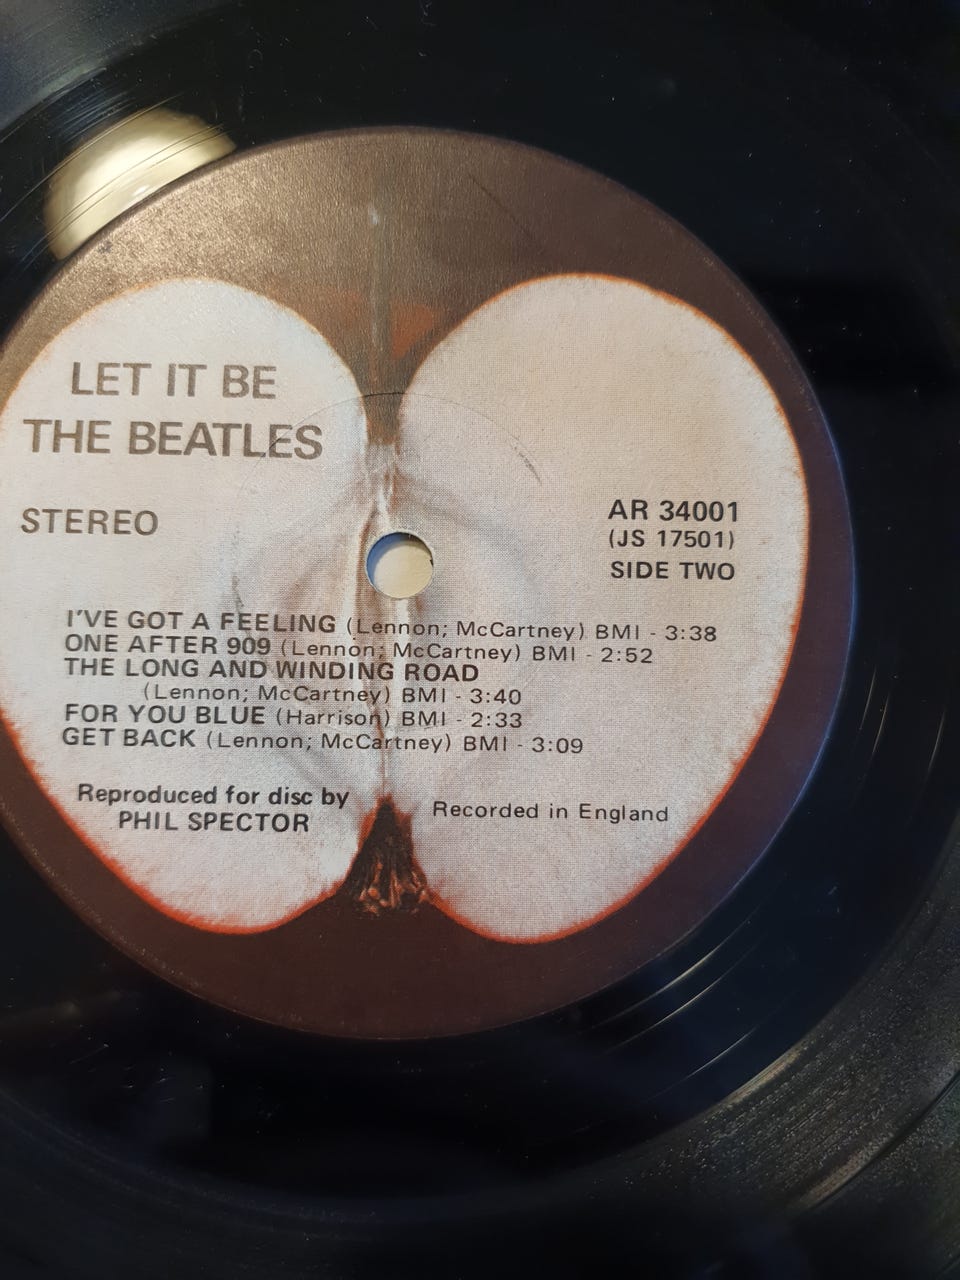 LET IT BE
THE BEATLES
STEREO
AR 34001
(JS 17501)
SIDE TWO
I'VE GOT A FEELING (Lennon; McCartney) BMI - 3:38
ONE AFTER 909 (Lennon; McCartney) BMI - 2:52
THE LONG AND WINDING ROAD
(Lennon; McCartney) BMI - 3:40
FOR YOU BLUE (Harrison) BMI - 2:33
GET BACK (Lennon; McCartney) BMI - 3:09
Reproduced for disc by
PHIL SPECTOR
Recorded in England